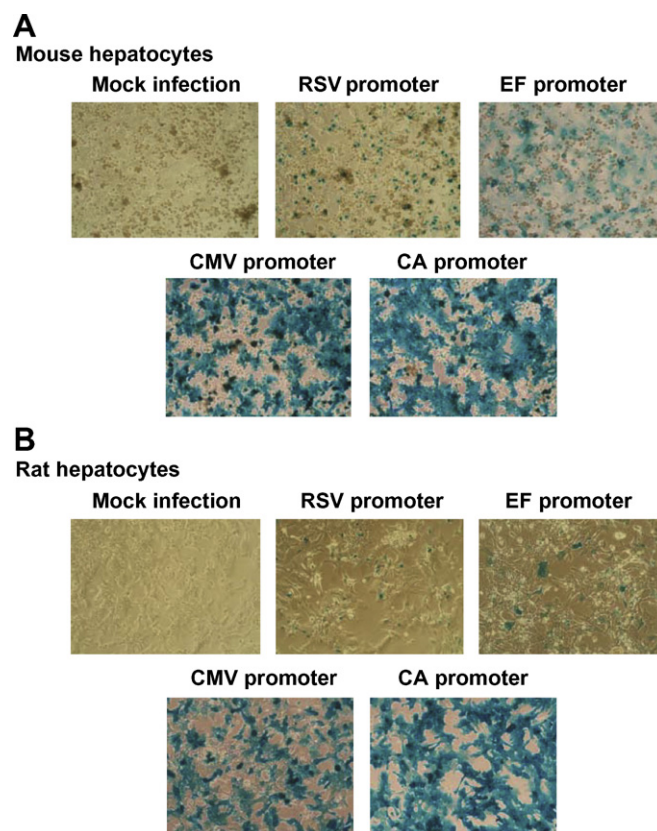 A
Mouse hepatocytes
Mock infection RSV promoter EF promoter
CMV promoter CA promoter
B
Rat hepatocytes
Mock infection RSV promoter EF promoter
CMV promoter CA promoter